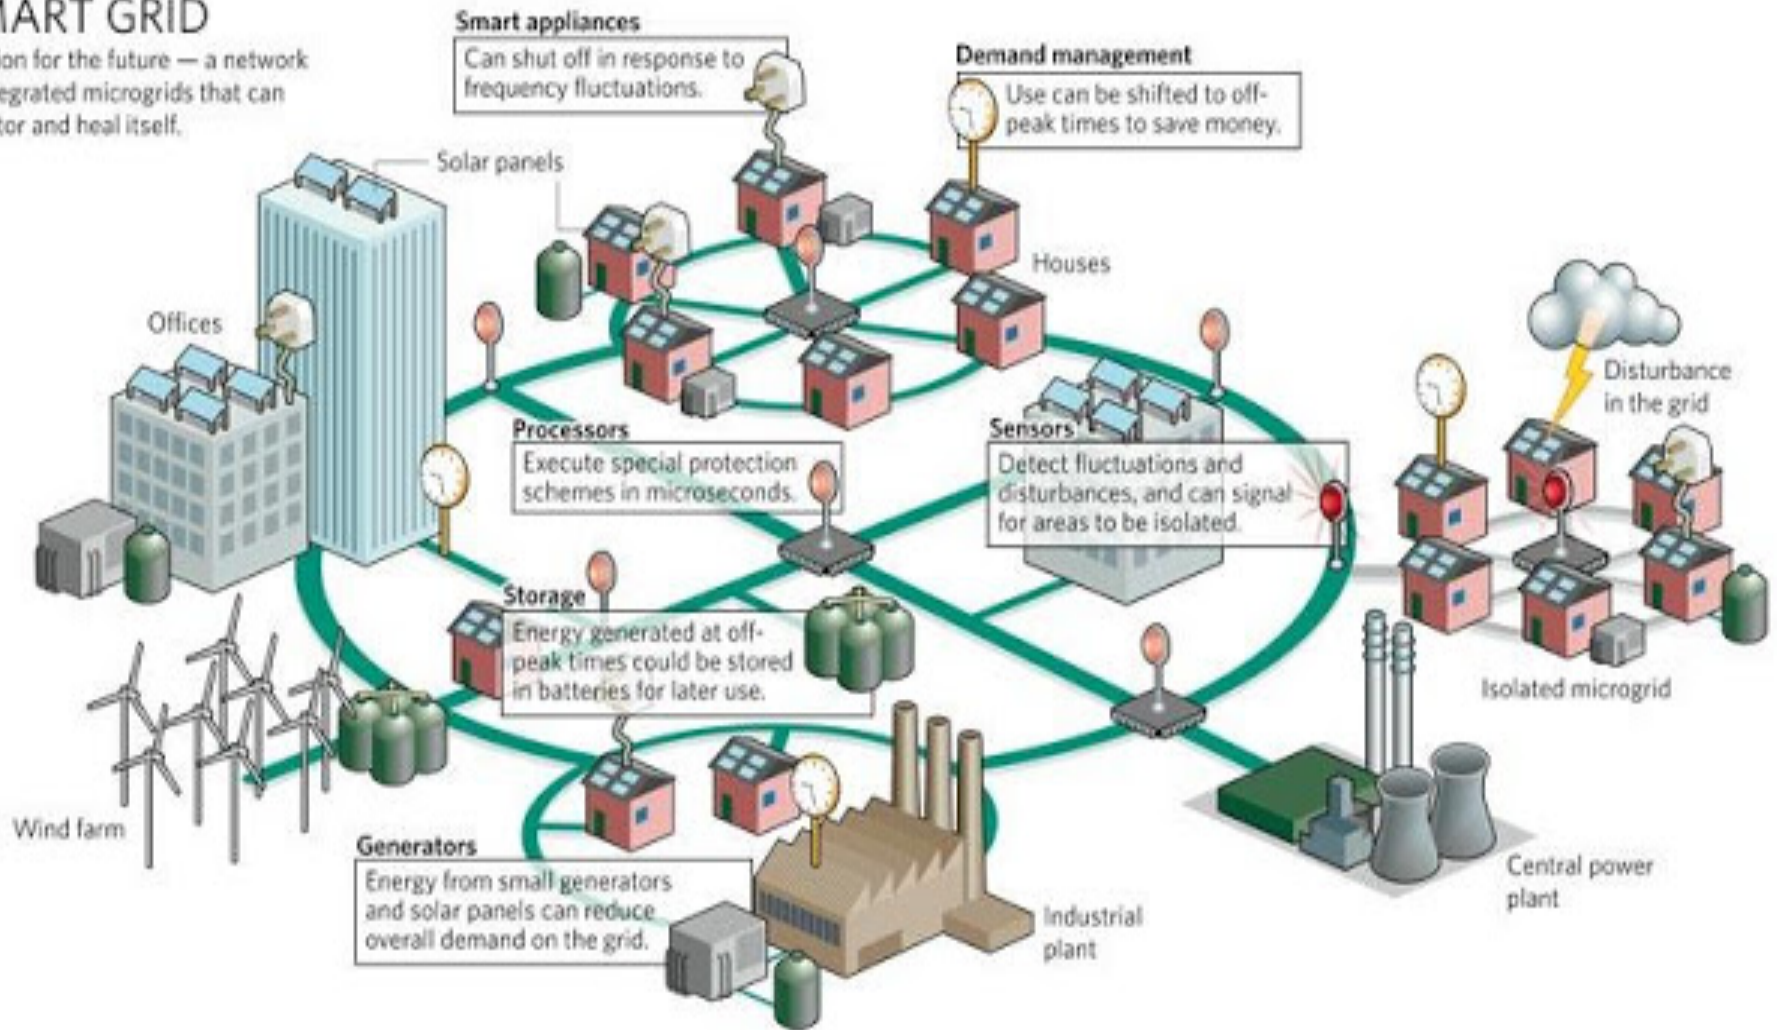 MART GRID
ion for the future — a network
egrated microgrids that can
tor and heal itself.
Smart appliances
Can shut off in response to
frequency fluctuations.
Demand management
Use can be shifted to off-
peak times to save money.
Solar panels
Houses
Offices
Disturbance
in the grid
Processors
Execute special protection
schemes in microseconds.
Sensors
Detect fluctuations and
disturbances, and can signal
for areas to be isolated.
Storage
Energy generated at off-
peak times could be stored
in batteries for later use.
Isolated microgrid
Wind farm
Generators
Energy from small generators
and solar panels can reduce
overall demand on the grid.
Industrial
plant
Central power
plant